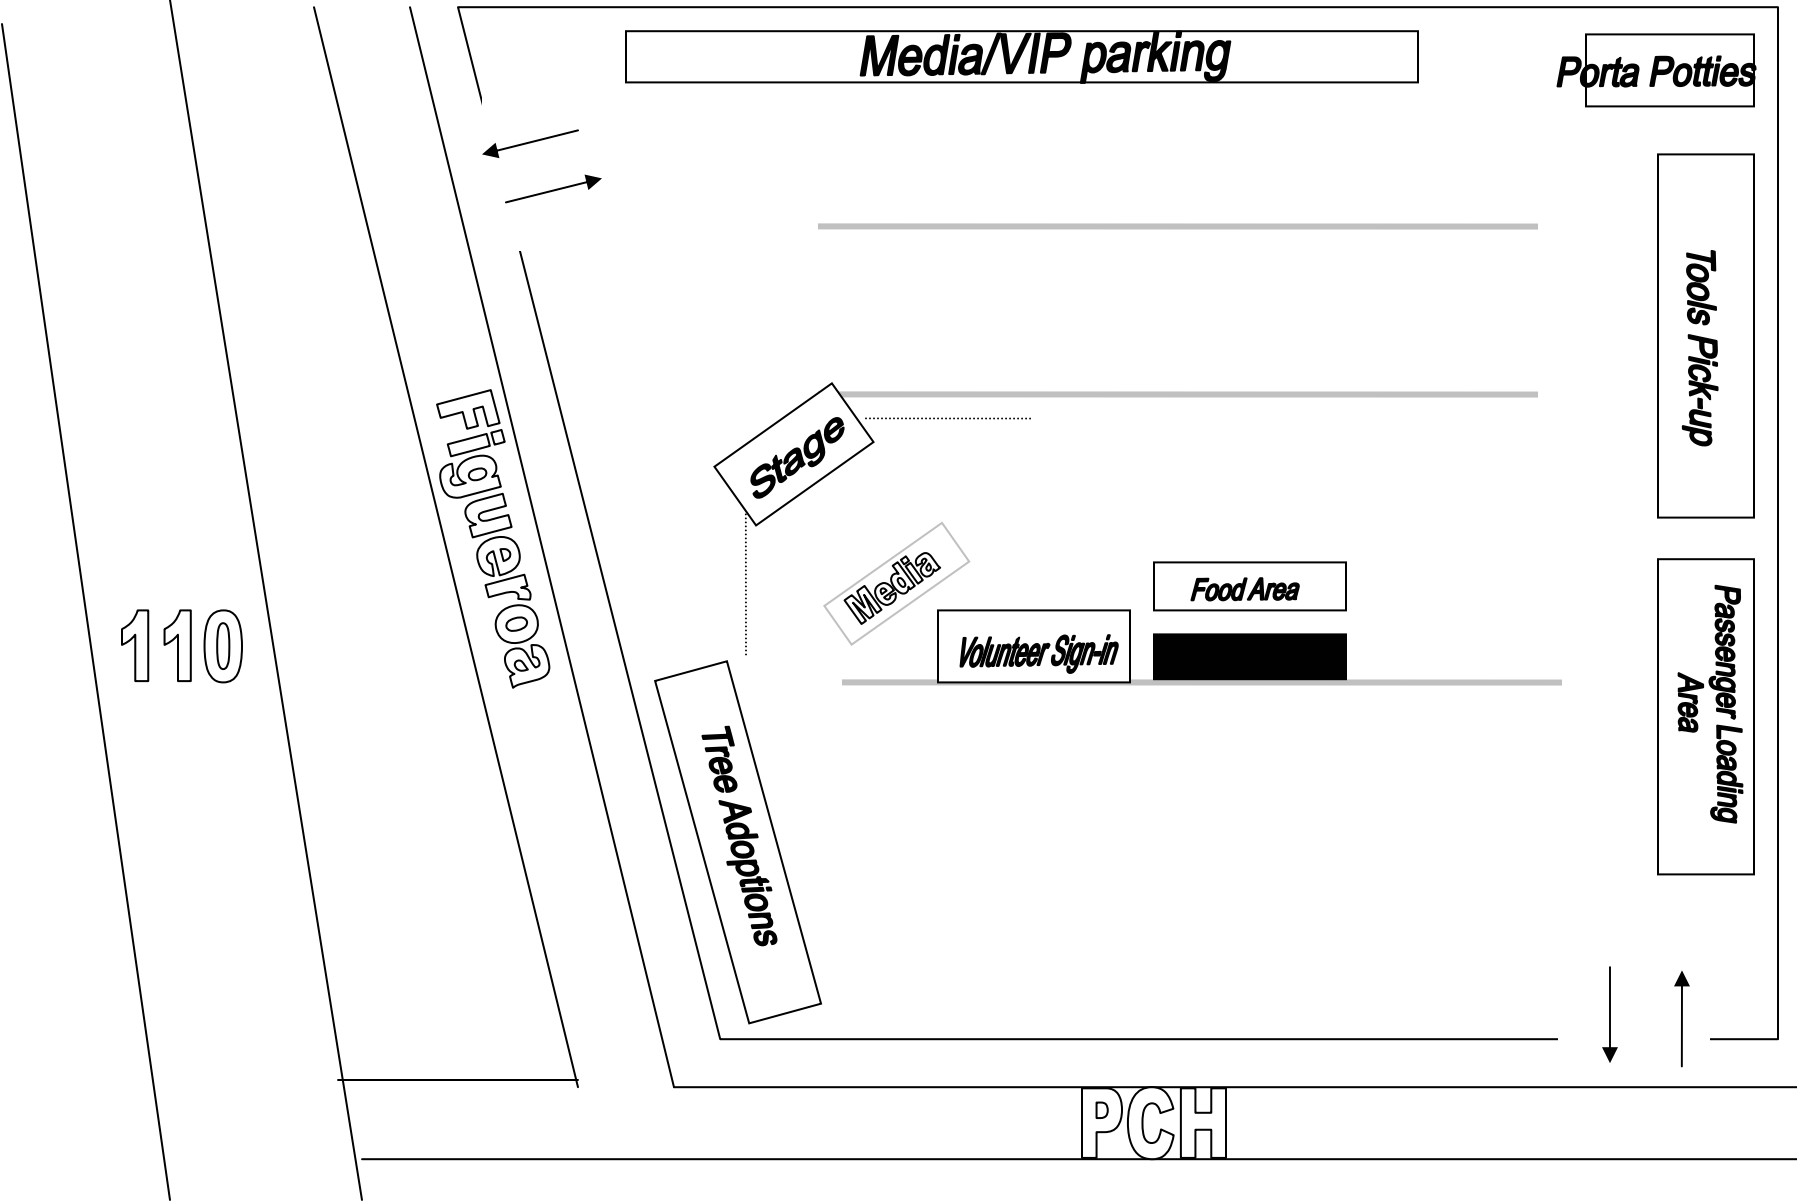 Media/VIP parking
Porta Potties
Tools Pick-up
Figueroa
Stage
Media
Food Area
Volunteer Sign-in
110
Passenger Loading
Area
Tree Adoptions
PCH